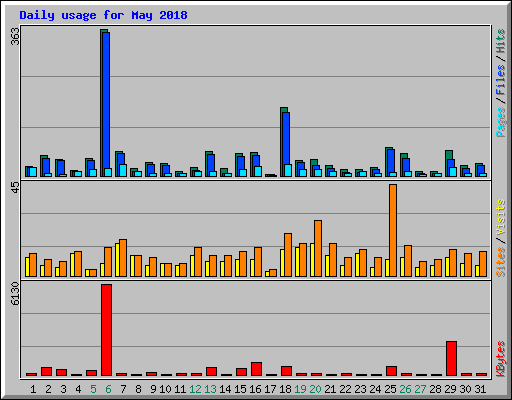 Daily usage for May 2018
363
Pages / Files / Hits
45
Sites / Visits
6130
KBytes
1 2 3 4 5 6 7 8 9 10 11 12 13 14 15 16 17 18 19 20 21 22 23 24 25 26 27 28 29 30 31